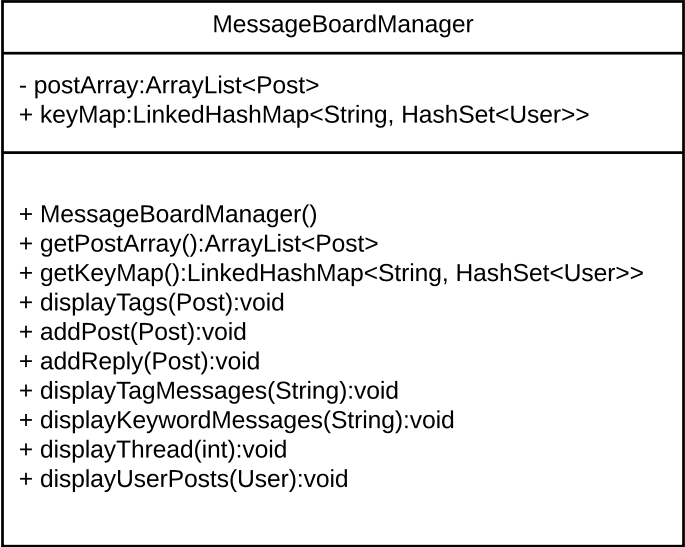 MessageBoardManager
- postArray:ArrayList<Post>
+ keyMap:LinkedHashMap<String, HashSet<User>>
+ MessageBoardManager()
+ getPostArray():ArrayList<Post>
+ getKeyMap():LinkedHashMap<String, HashSet<User>>
+ displayTags(Post):void
+ addPost(Post):void
+ addReply(Post):void
+ displayTagMessages(String):void
+ displayKeywordMessages(String):void
+ displayThread(int):void
+ displayUserPosts(User):void